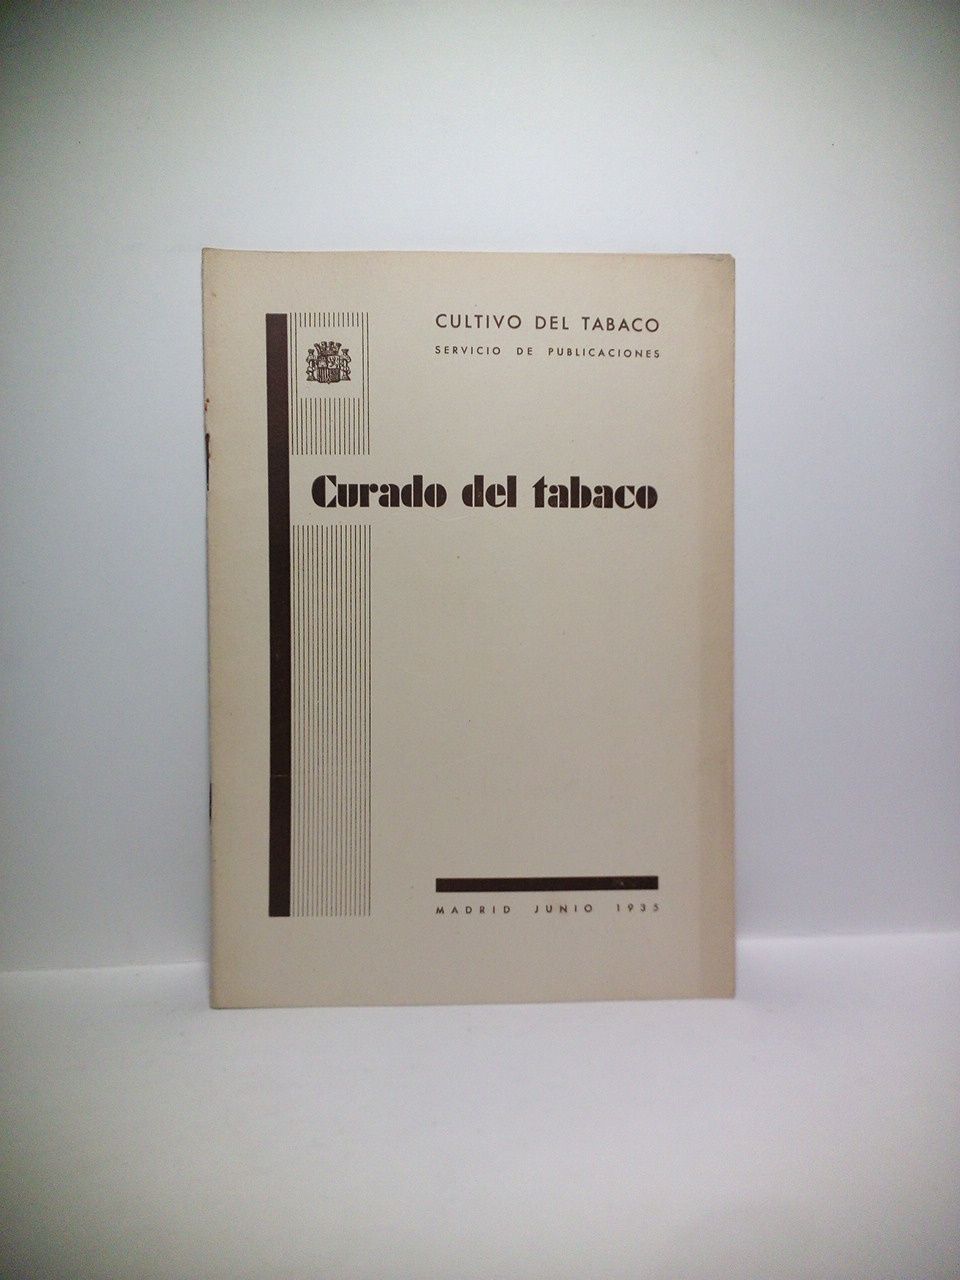 CULTIVO DEL TABACO
SERVICIO DE PUBLICACIONES
Curado del tabaco
MADRID JUNIO 1935